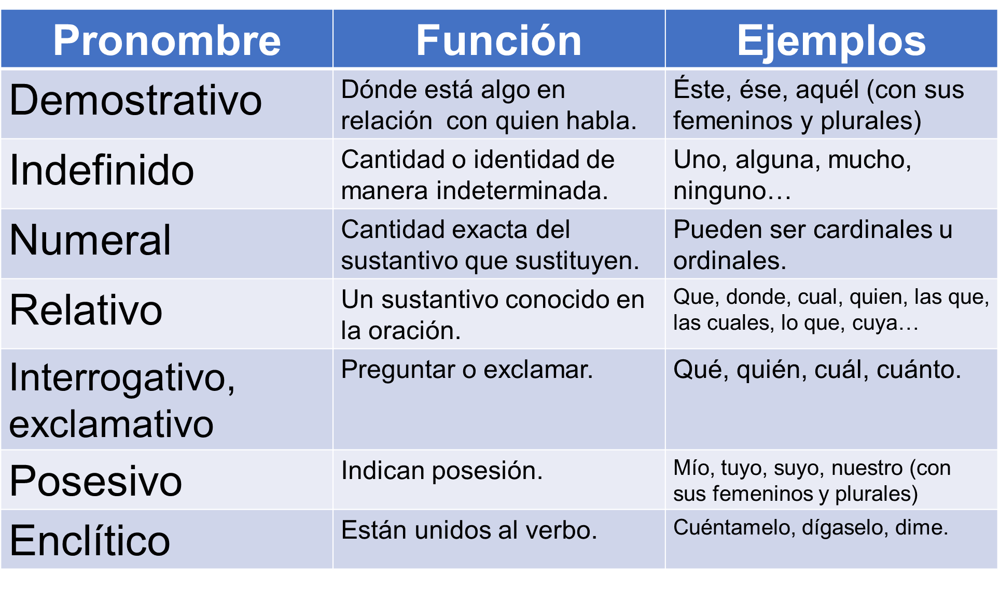 Pronombre Función Ejemplos
Demostrativo
Dónde está algo en
relación  con quien habla.
Éste, ése, aquél (con sus
femeninos y plurales)
Indefinido
Cantidad o identidad de
manera indeterminada.
Uno, alguna, mucho,
ninguno…
Numeral
Cantidad exacta del
sustantivo que sustituyen.
Pueden ser cardinales u
ordinales.
Relativo
Un sustantivo conocido en
la oración.
Que, donde, cual, quien, las que,
las cuales, lo que, cuya…
Interrogativo,
exclamativo
Preguntar o exclamar.
Qué, quién, cuál, cuánto.
Posesivo
Indican posesión.
Mío, tuyo, suyo, nuestro (con
sus femeninos y plurales)
Enclítico
Están unidos al verbo.
Cuéntamelo, dígaselo, dime.